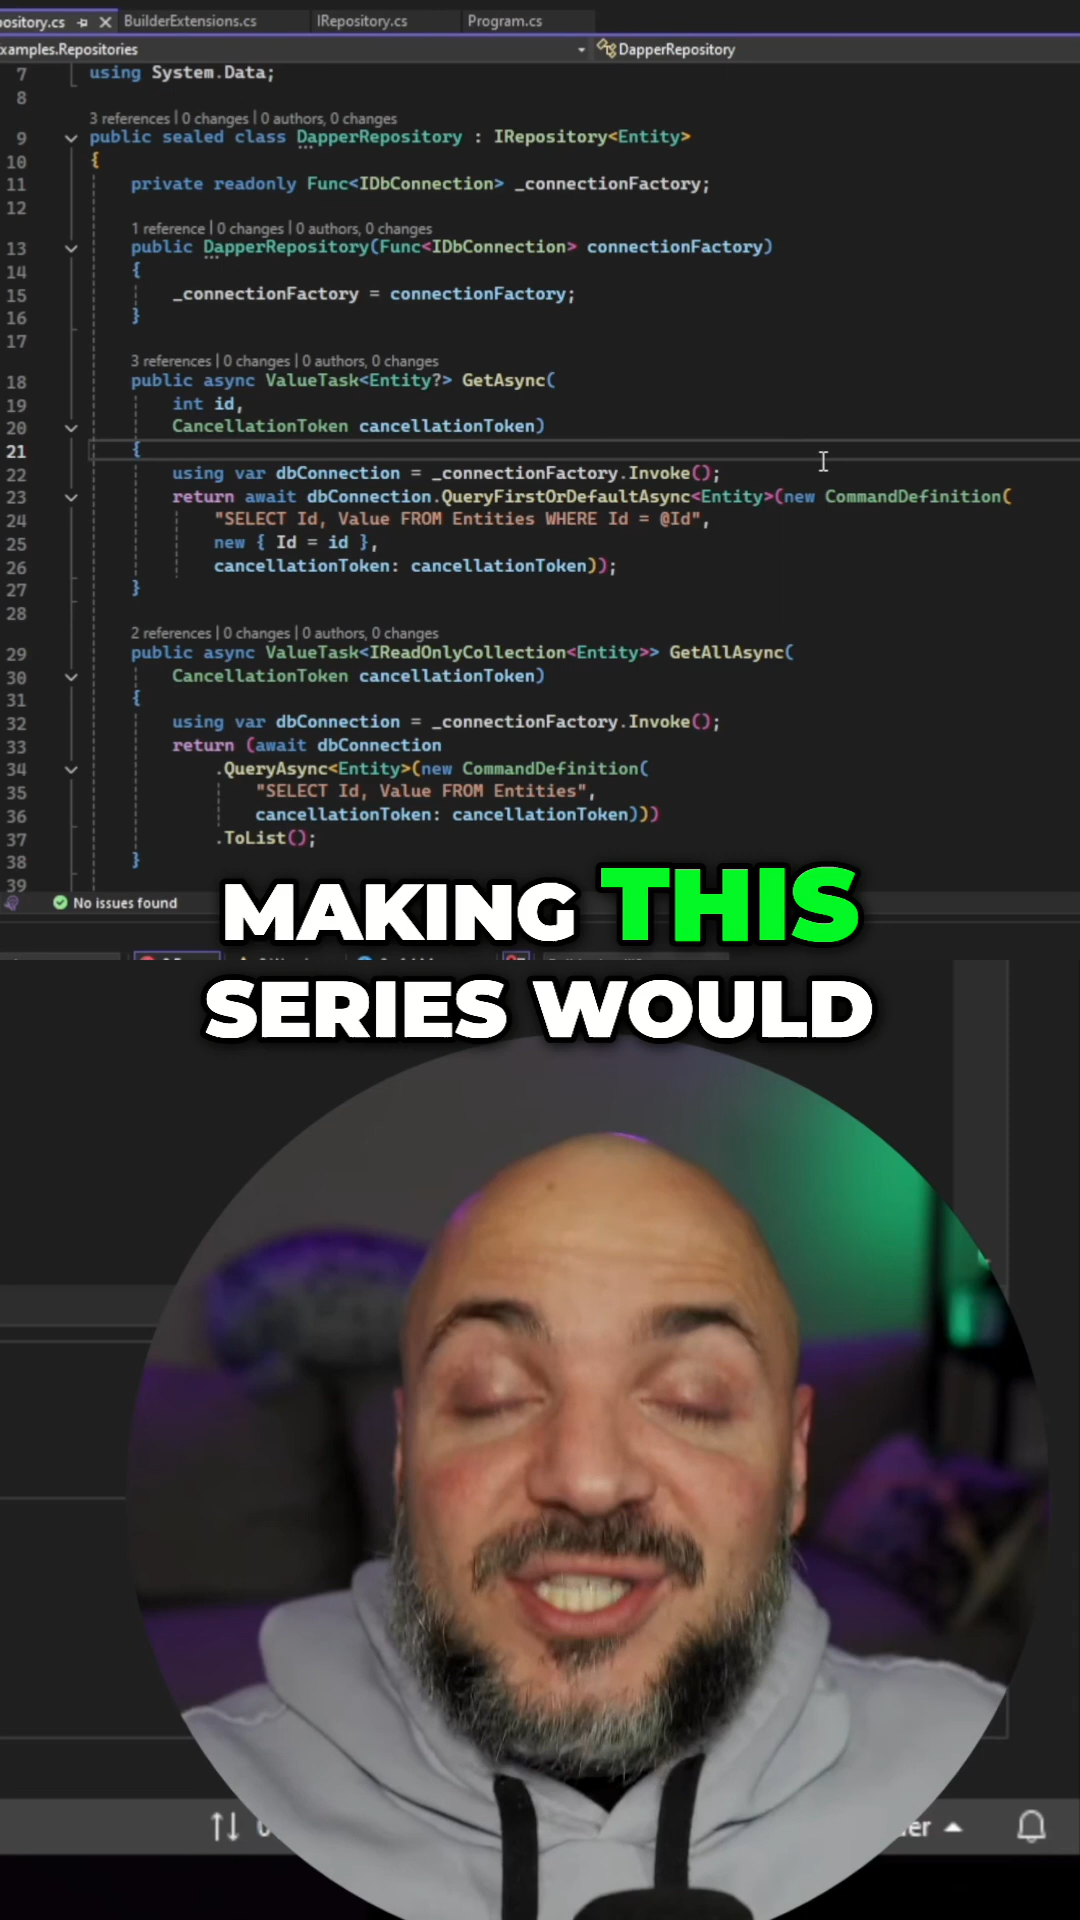 pository.cs BuilderExtensions.cs IRepository.cs Program.cs
xamples.Repositories DapperRepository
7 using System.Data;
8
3 references | 0 changes | 0 authors, 0 changes
9 public sealed class DapperRepository : IRepository<Entity>
10 {
11 private readonly Func<IDbConnection> _connectionFactory;
12
1 reference | 0 changes | 0 authors, 0 changes
13 public DapperRepository(Func<IDbConnection> connectionFactory)
14 {
15 _connectionFactory = connectionFactory;
16 }
17
3 references | 0 changes | 0 authors, 0 changes
18 public async ValueTask<Entity?> GetAsync(
19 int id,
20 CancellationToken cancellationToken)
21 {
22 using var dbConnection = _connectionFactory.Invoke();
23 return await dbConnection.QueryFirstOrDefaultAsync<Entity>(new CommandDefinition(
24 "SELECT Id, Value FROM Entities WHERE Id = @Id",
25 new { Id = id },
26 cancellationToken: cancellationToken));
27 }
28
2 references | 0 changes | 0 authors, 0 changes
29 public async ValueTask<IReadOnlyCollection<Entity>> GetAllAsync(
30 CancellationToken cancellationToken)
31 {
32 using var dbConnection = _connectionFactory.Invoke();
33 return (await dbConnection
34 .QueryAsync<Entity>(new CommandDefinition(
35 "SELECT Id, Value FROM Entities",
36 cancellationToken: cancellationToken)))
37 .ToList();
38 }
39
No issues found
MAKING THIS
SERIES WOULD